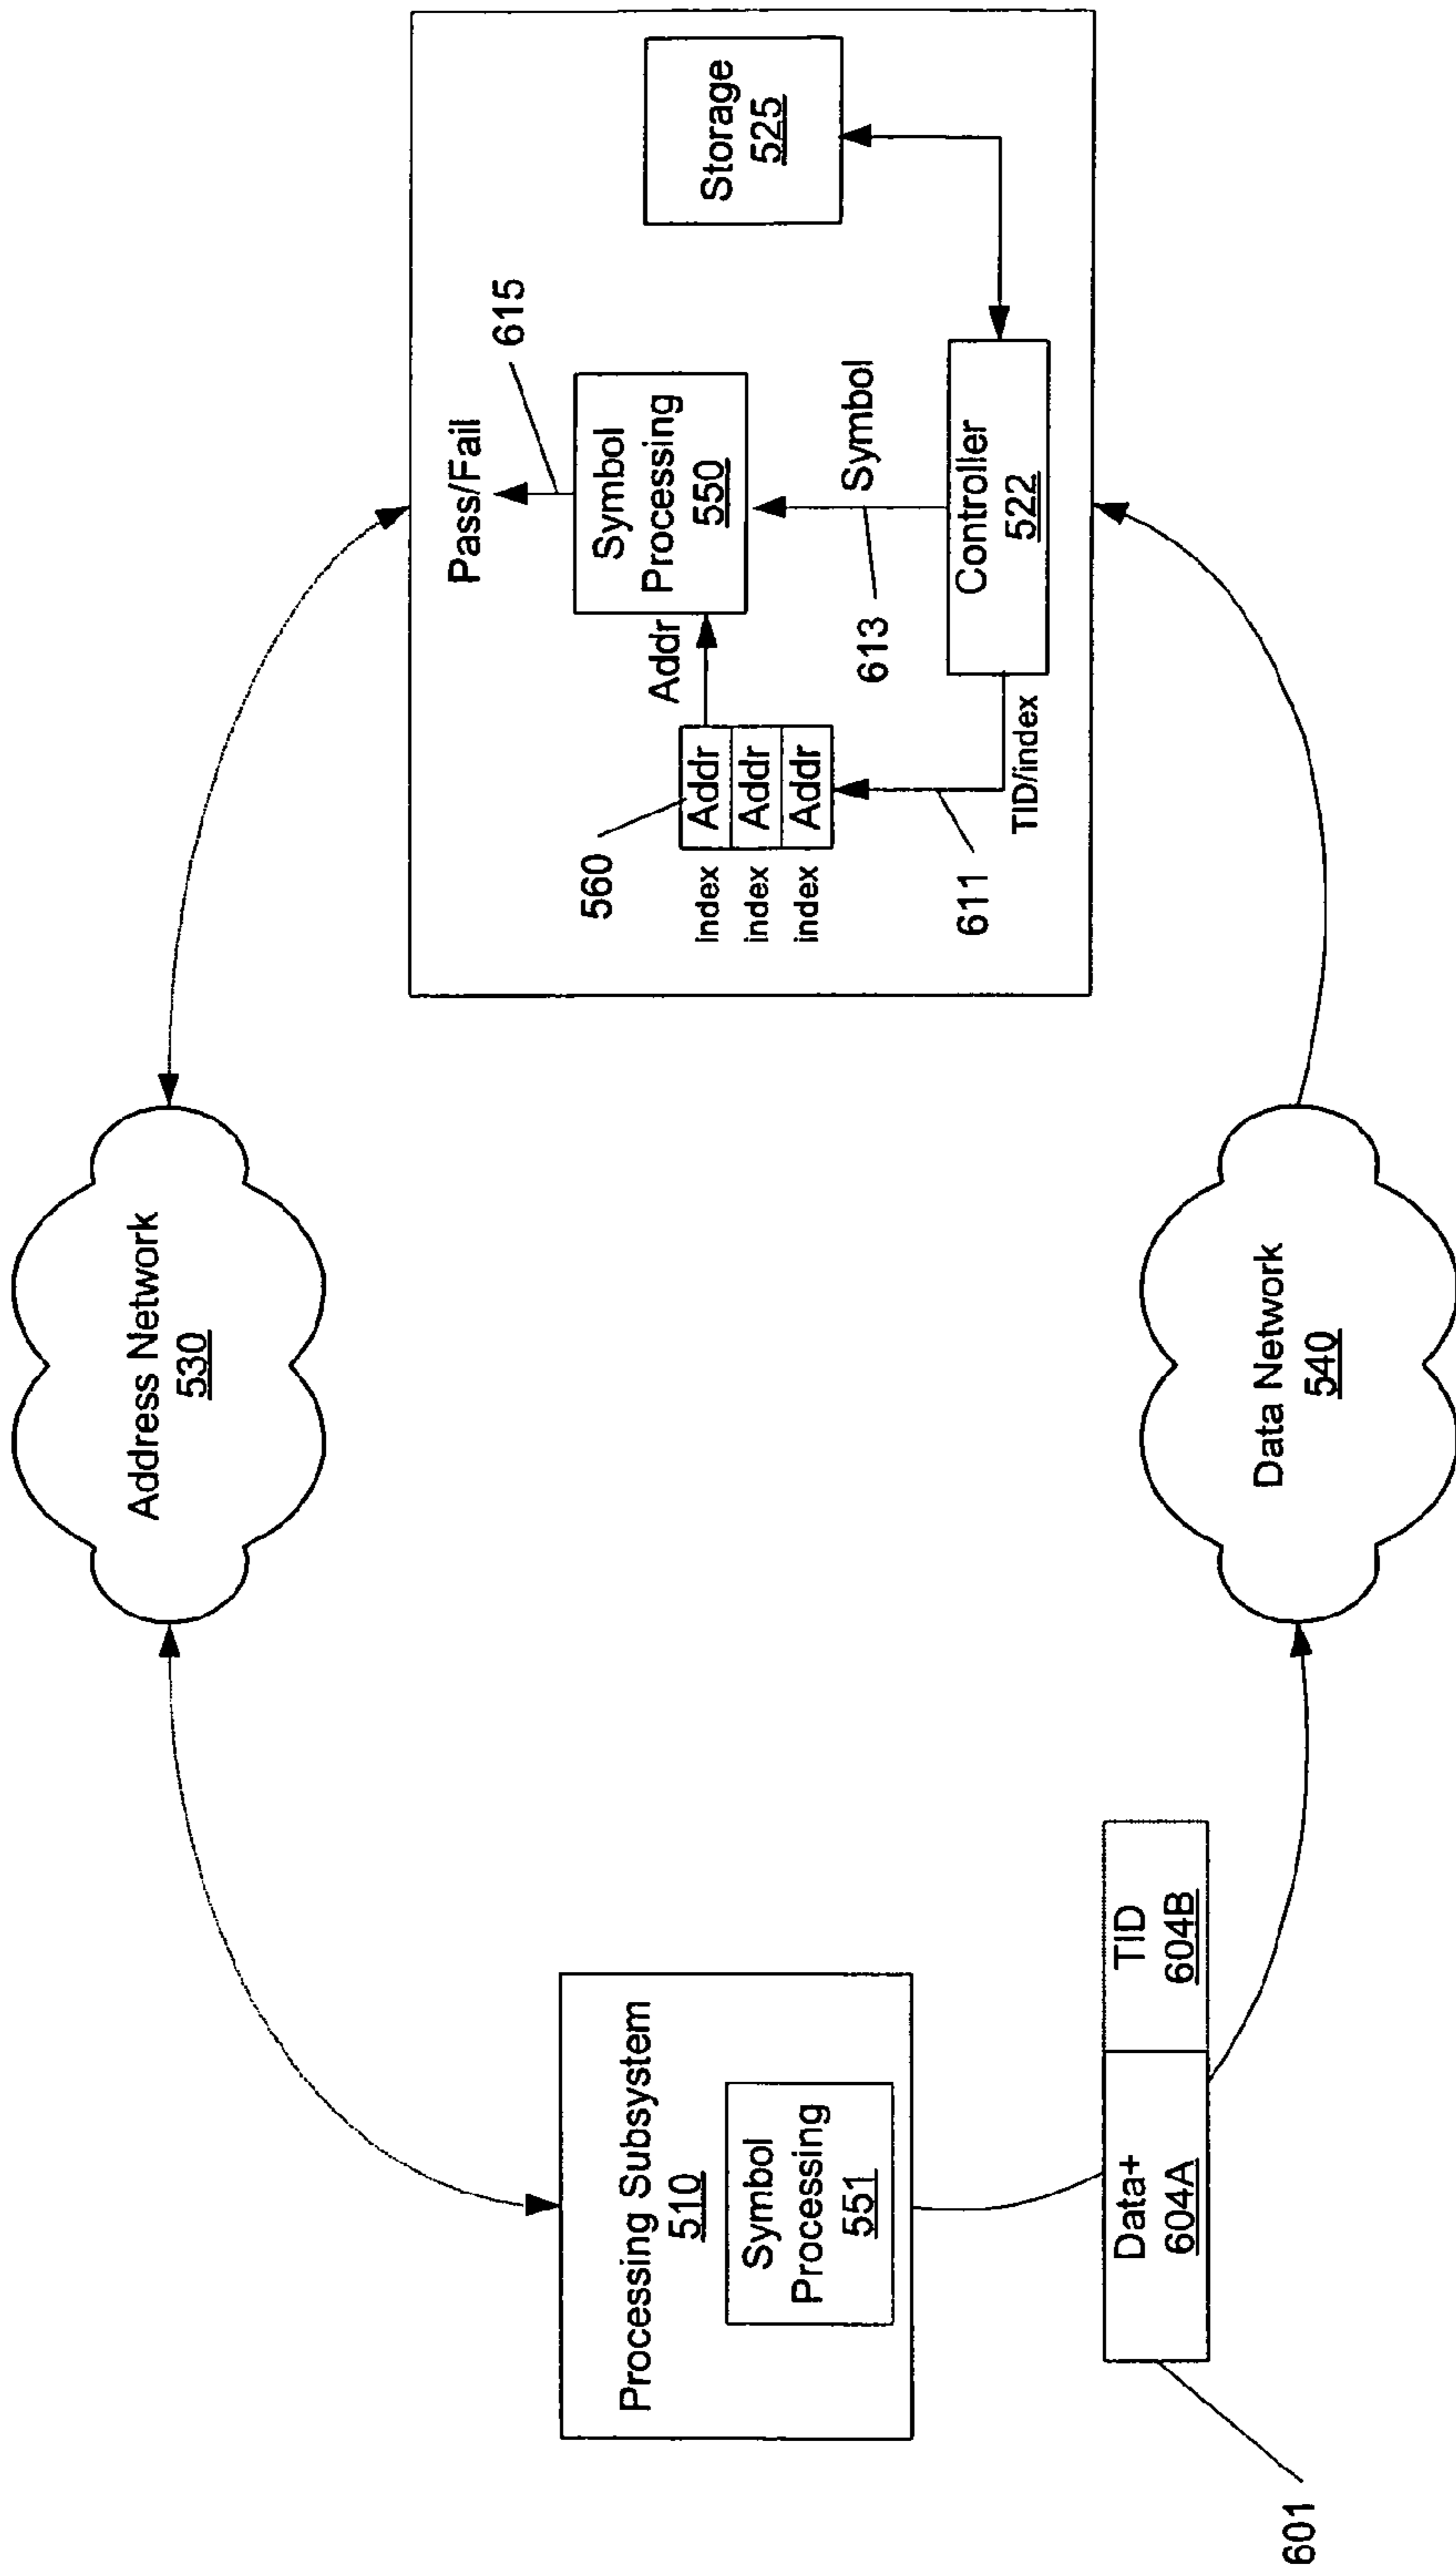 Address Network
530
Processing Subsystem
510
Symbol
Processing
551
601
Data+
604A
TID
604B
Data Network
540
Pass/Fail
615
Symbol
Processing
550
Addr
560
index
Addr
index
Addr
index
Addr
611
TID/index
613
Symbol
Controller
522
Storage
525